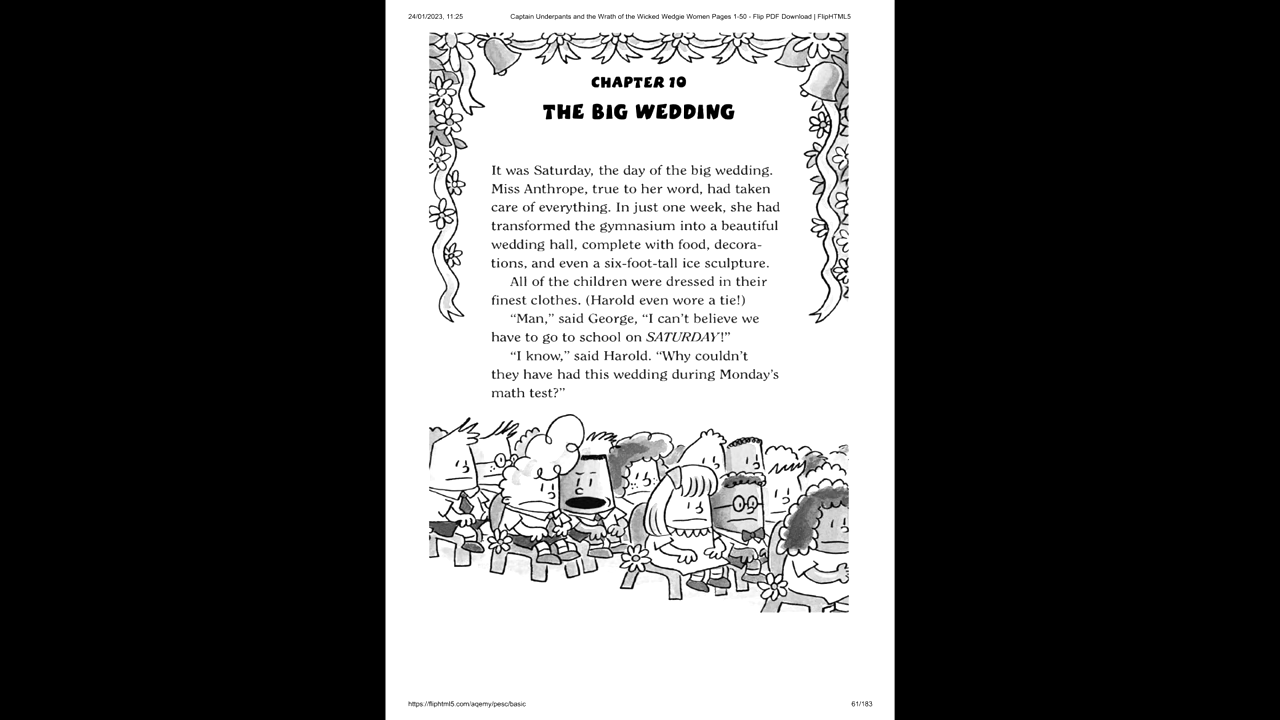 24/01/2023, 11:25 Captain Underpants and the Wrath of the Wicked Wedgie Women Pages 1-50 - Flip PDF Download | FlipHTML5
CHAPTER 10
THE BIG WEDDING
It was Saturday, the day of the big wedding.
Miss Anthrope, true to her word, had taken
care of everything. In just one week, she had
transformed the gymnasium into a beautiful
wedding hall, complete with food, decora-
tions, and even a six-foot-tall ice sculpture.
All of the children were dressed in their
finest clothes. (Harold even wore a tie!)
“Man,” said George, “I can’t believe we
have to go to school on SATURDAY!”
“I know,” said Harold. “Why couldn’t
they have had this wedding during Monday’s
math test?”
https://fliphtml5.com/aqemy/pesc/basic 61/183